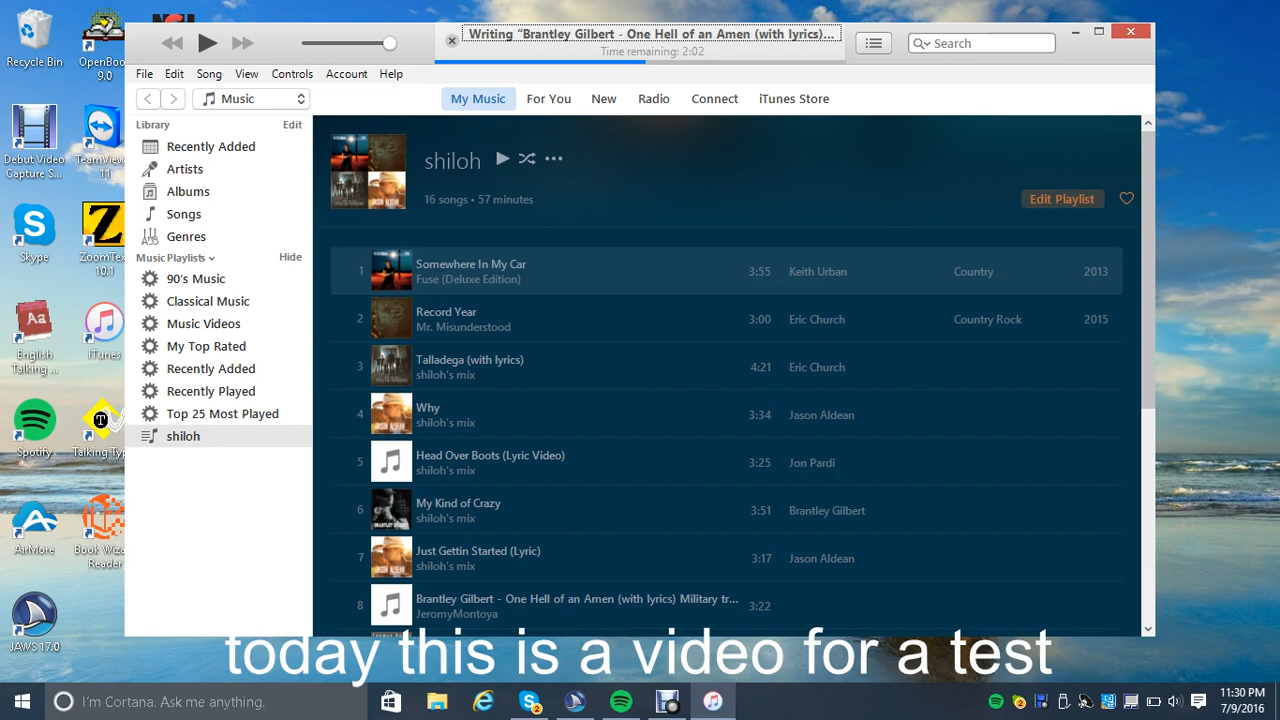 Writing "Brantley Gilbert - One Hell of an Amen (with lyrics)...
Time remaining: 2:02
Search
File Edit Song View Controls Account Help
Music
My Music For You New Radio Connect iTunes Store
Library Edit
Recently Added
Artists
Albums
Songs
Genres
Music Playlists Hide
90's Music
Classical Music
Music Videos
My Top Rated
Recently Added
Recently Played
Top 25 Most Played
shiloh
shiloh
16 songs • 57 minutes
Edit Playlist
1 Somewhere In My Car 3:55 Keith Urban Country 2013
Fuse (Deluxe Edition)
2 Record Year 3:00 Eric Church Country Rock 2015
Mr. Misunderstood
3 Talladega (with lyrics) 4:21 Eric Church
shiloh's mix
4 Why 3:34 Jason Aldean
shiloh's mix
5 Head Over Boots (Lyric Video) 3:25 Jon Pardi
shiloh's mix
6 My Kind of Crazy 3:51 Brantley Gilbert
shiloh's mix
7 Just Gettin Started (Lyric) 3:17 Jason Aldean
shiloh's mix
8 Brantley Gilbert - One Hell of an Amen (with lyrics) Military tr... 3:22
JeromyMontoya
Recycle Bin
OpenBoo
9.0
Debut Video
Capture S...
TeamView
11
Skype
ZoomTex
10.1
English
Talking ...
iTunes
Spotify
Talking Typ
AirMore
Book Wiza
Reader
JAWS 17.0
today this is a video for a test
I'm Cortana. Ask me anything.
11:30 PM
7/9/2016